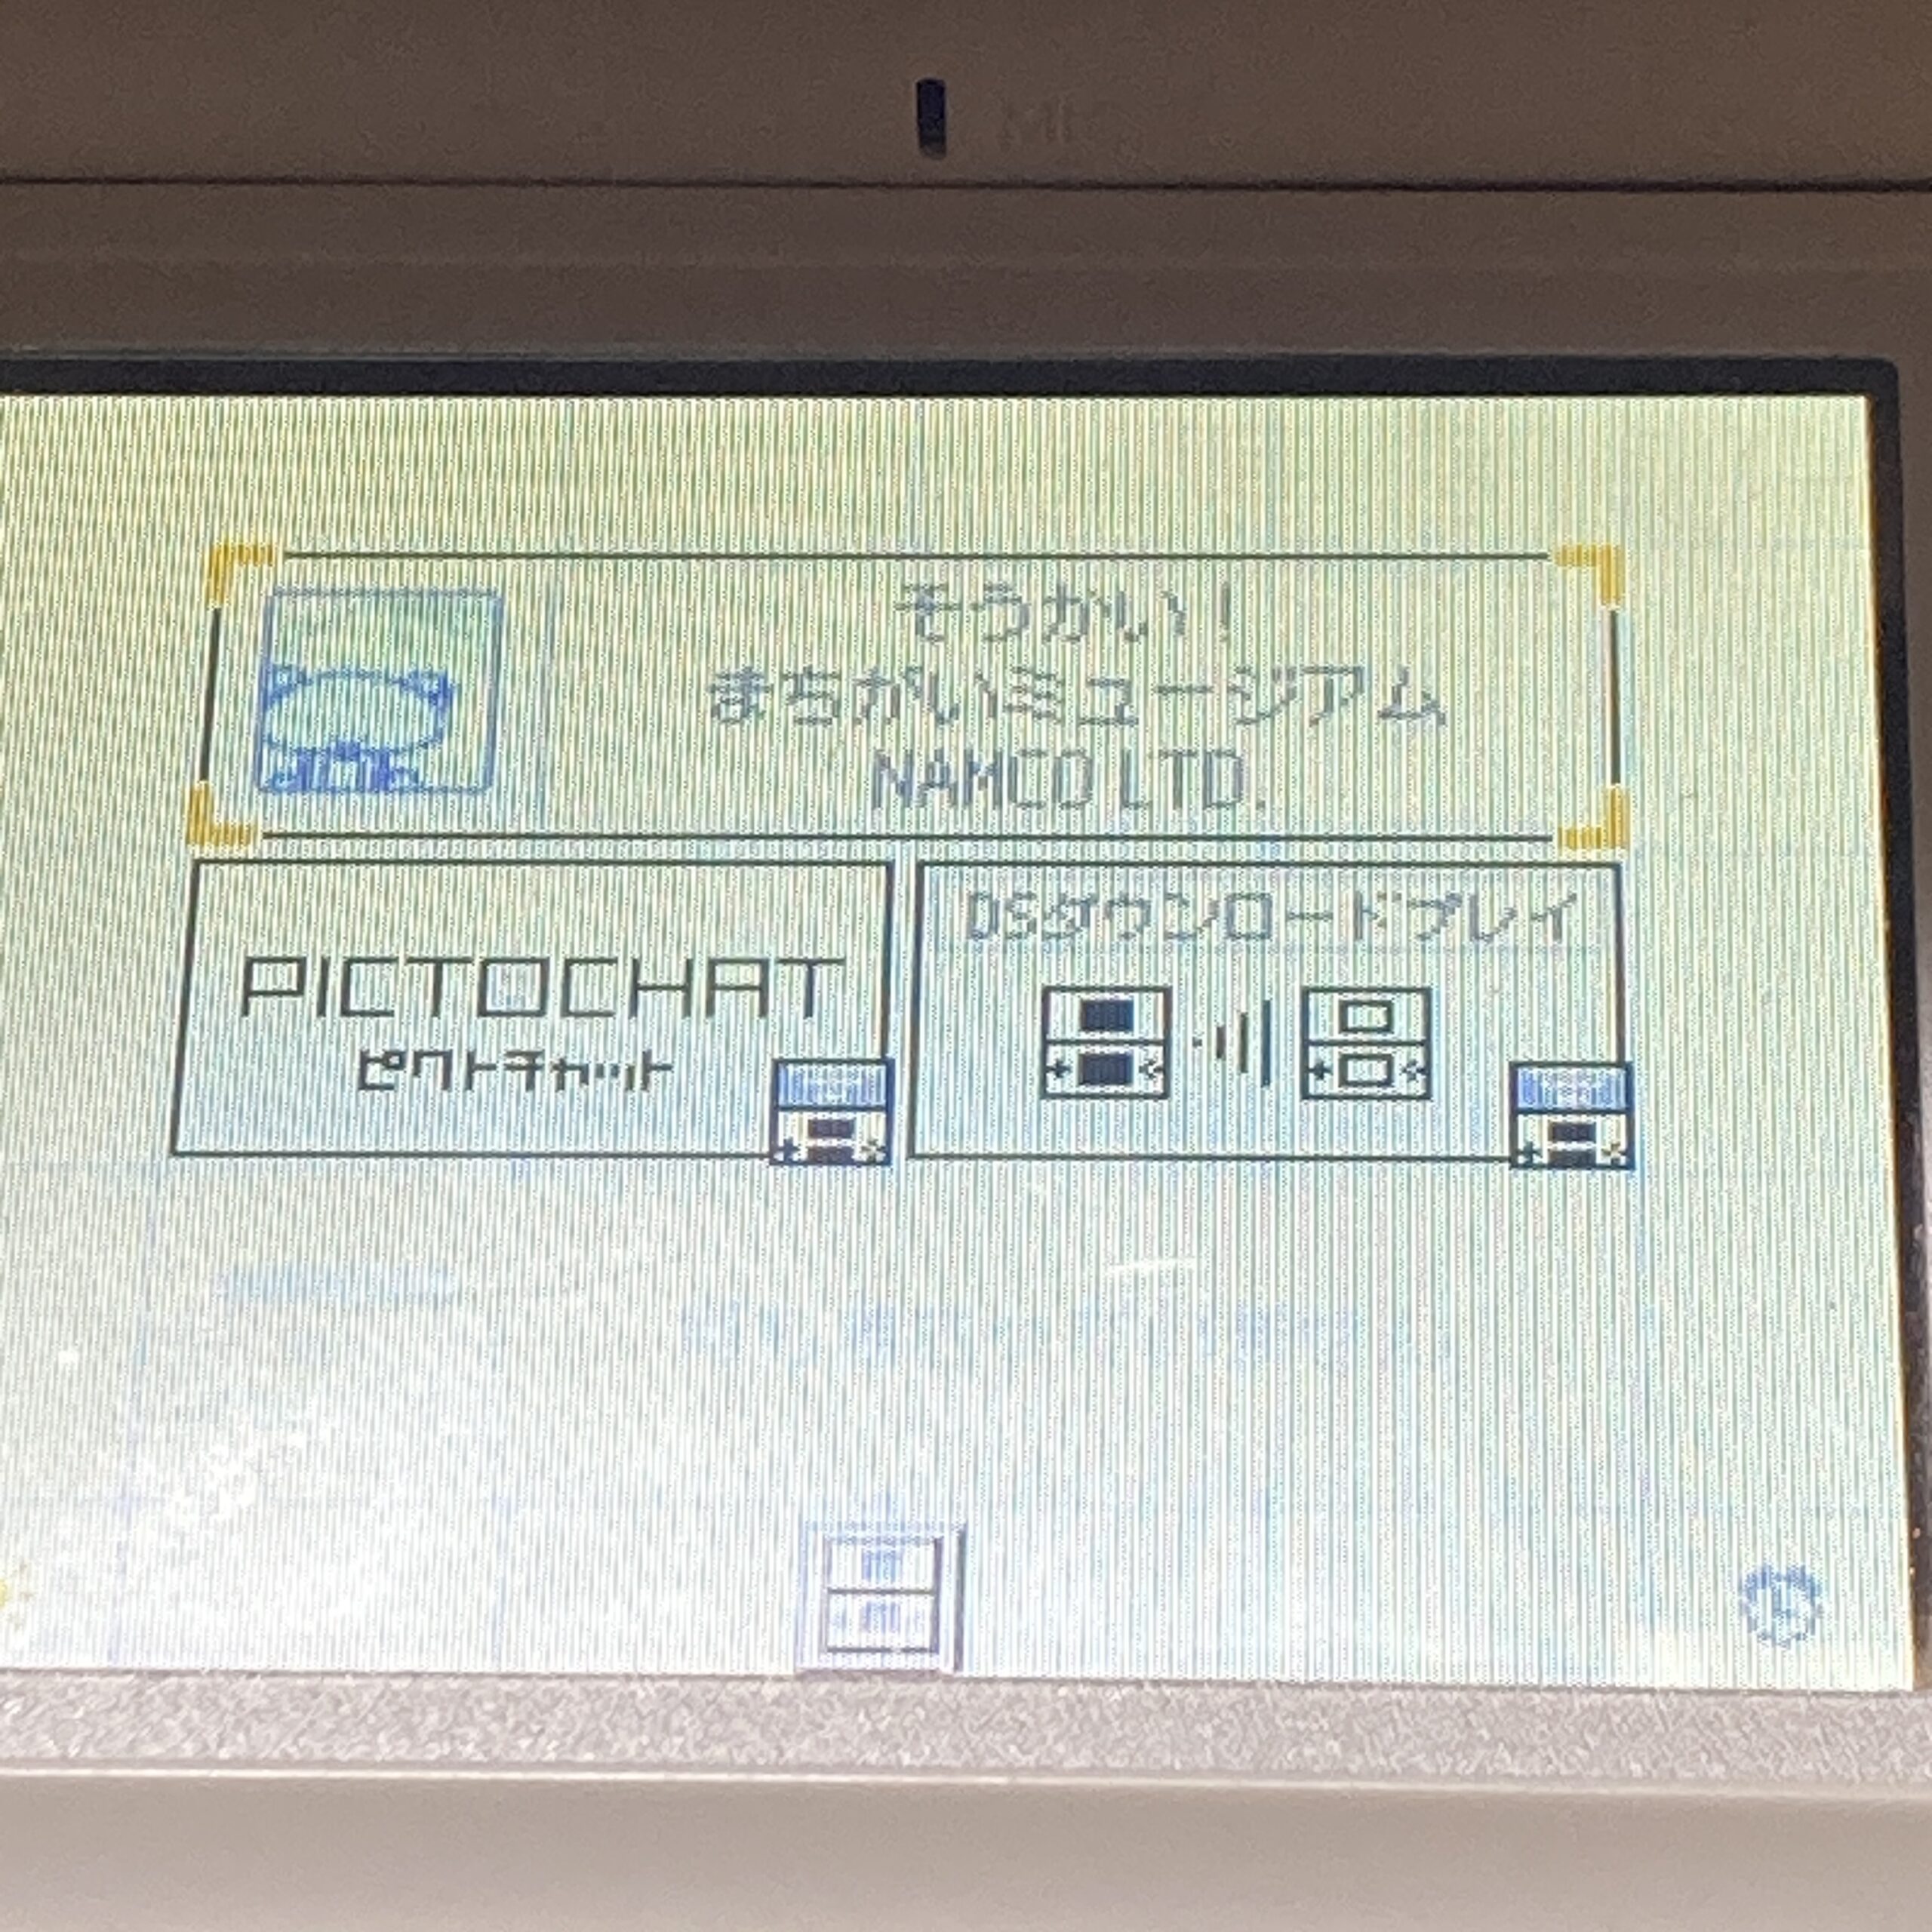 MIC
そうかい!
まちがいミュージアム
NAMCO LTD.
PICTOCHAT
ピクトチャット
DSダウンロードプレイ